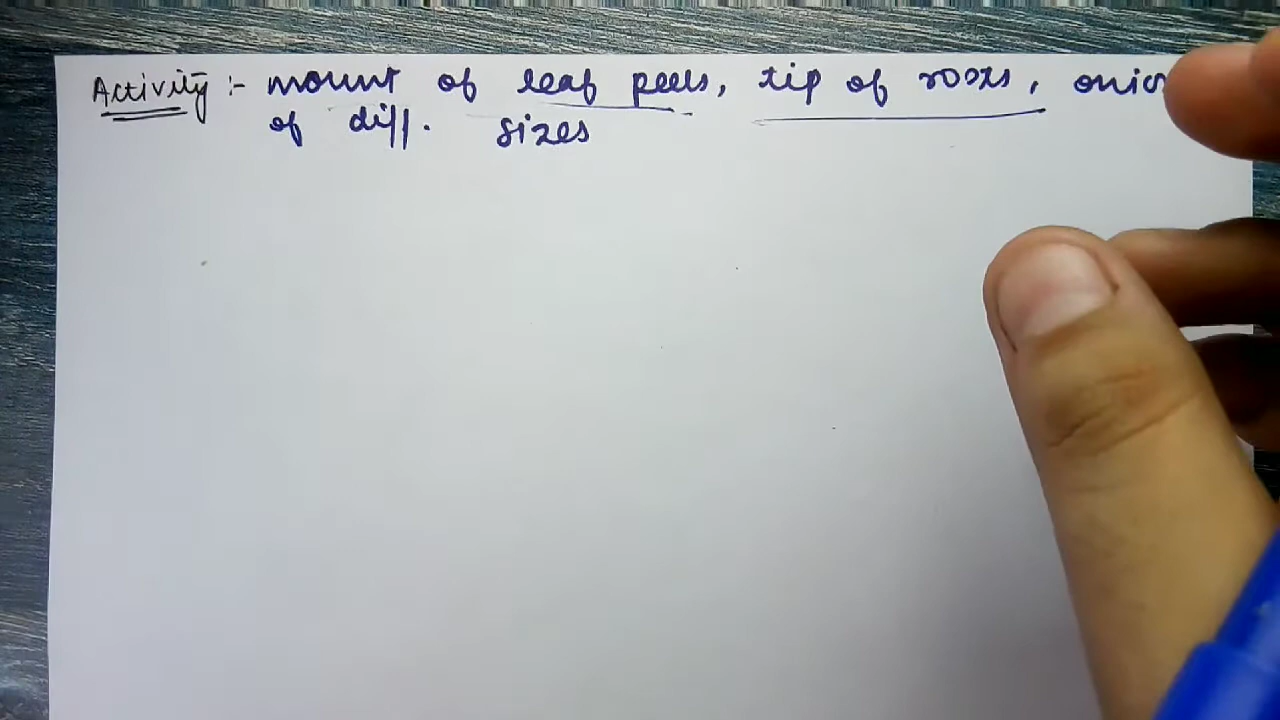 Activity :- mount of leaf peels, tip of roots,
of diff. sizes